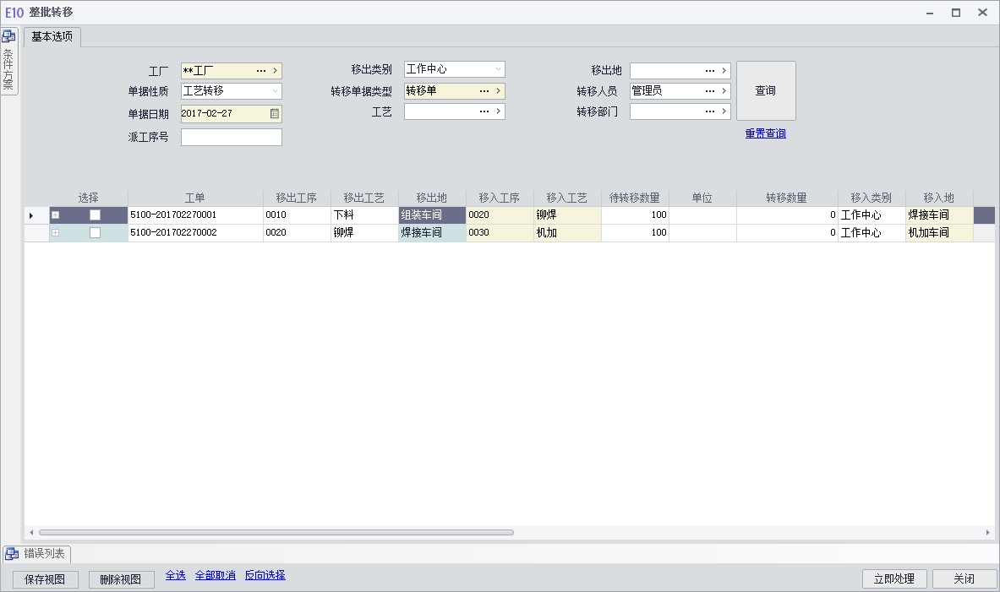 E10 整批转移
条件方案
基本选项
工厂 **工厂 移出类别 工作中心 移出地
单据性质 工艺转移 转移单据类型 转移单 转移人员 管理员 查询
单据日期 2017-02-27 工艺 转移部门
派工序号 重置查询
选择 工单 移出工序 移出工艺 移出地 移入工序 移入工艺 待转移数量 单位 转移数量 移入类别 移入地
5100-201702270001 0010 下料 组装车间 0020 铆焊 100 0 工作中心 焊接车间
5100-201702270002 0020 铆焊 焊接车间 0030 机加 100 0 工作中心 机加车间
错误列表
保存视图 删除视图 全选 全部取消 反向选择 立即处理 关闭